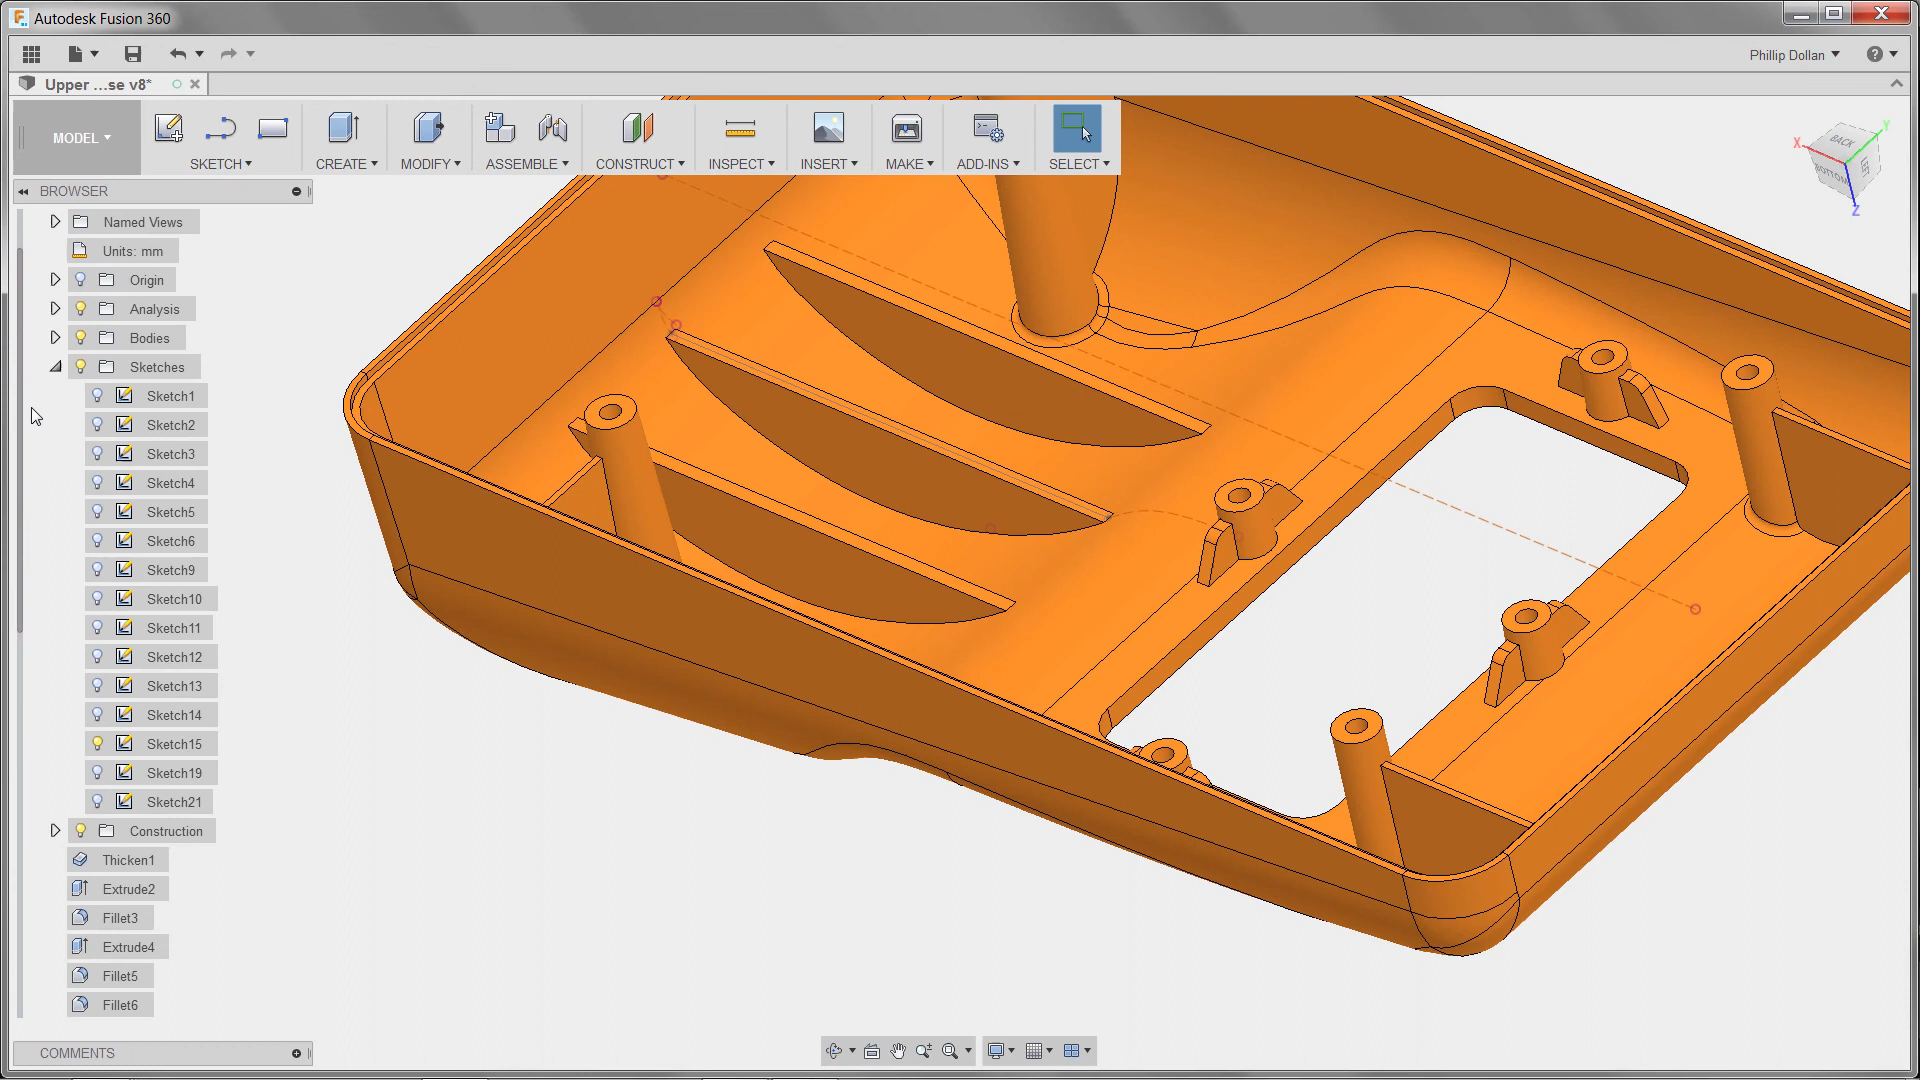 Autodesk Fusion 360
Phillip Dollan
Upper ...se v8*
MODEL
SKETCH
CREATE
MODIFY
ASSEMBLE
CONSTRUCT
INSPECT
INSERT
MAKE
ADD-INS
SELECT
BROWSER
Named Views
Units: mm
Origin
Analysis
Bodies
Sketches
Sketch1
Sketch2
Sketch3
Sketch4
Sketch5
Sketch6
Sketch9
Sketch10
Sketch11
Sketch12
Sketch13
Sketch14
Sketch15
Sketch19
Sketch21
Construction
Thicken1
Extrude2
Fillet3
Extrude4
Fillet5
Fillet6
COMMENTS
X
Y
Z
BACK
BOTTOM